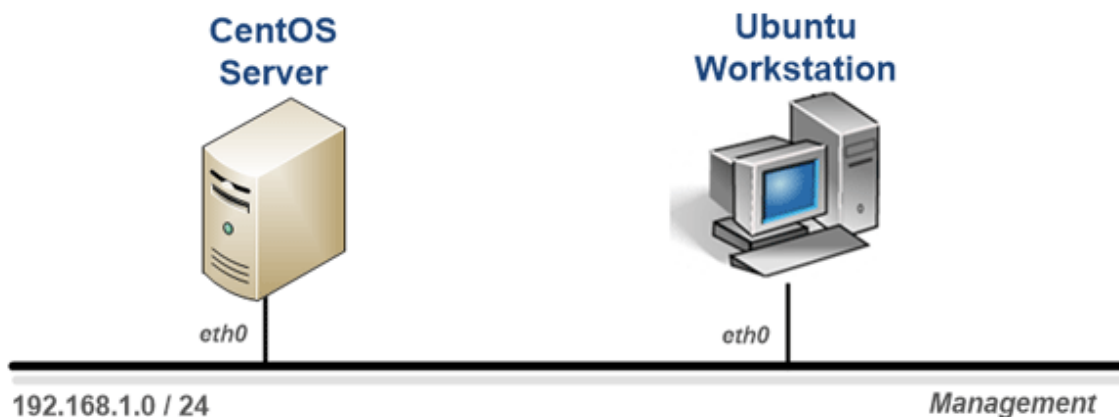 CentOS
Server
Ubuntu
Workstation
eth0
eth0
192.168.1.0 / 24
Management